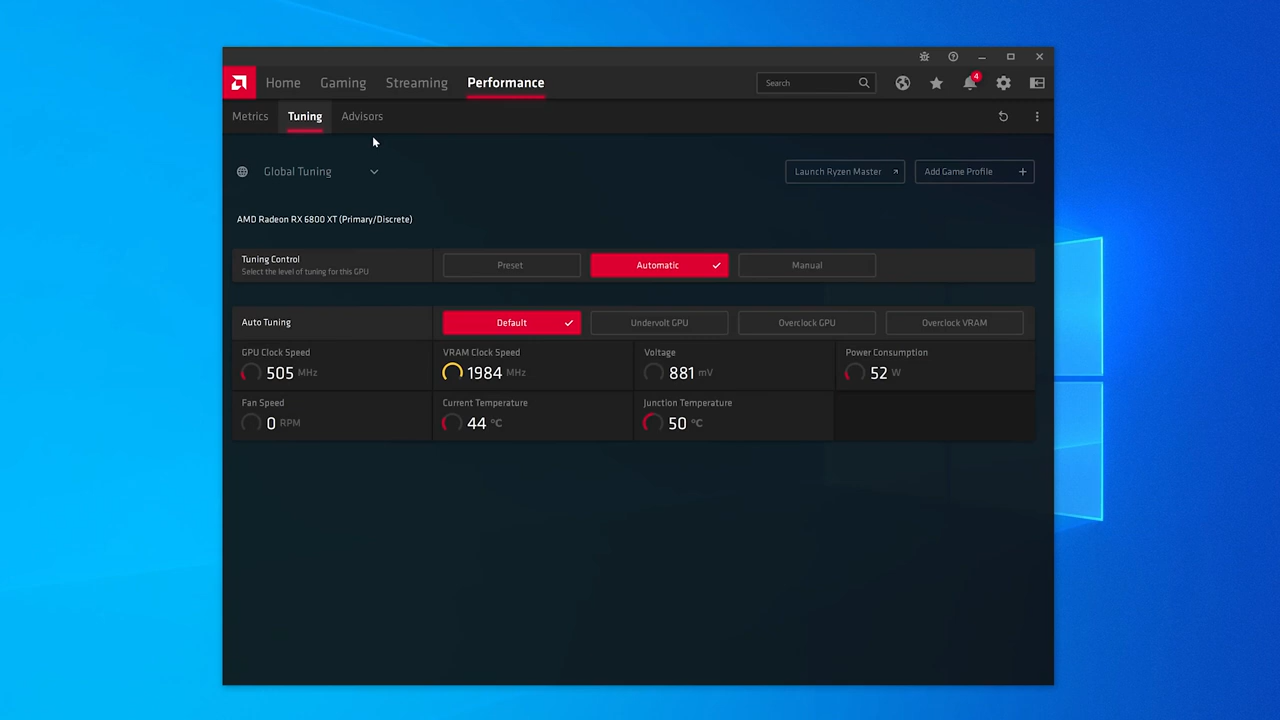 Home Gaming Streaming Performance Search 4
Metrics Tuning Advisors
Global Tuning Launch Ryzen Master Add Game Profile
AMD Radeon RX 6800 XT (Primary/Discrete)
Tuning Control Preset Automatic Manual
Select the level of tuning for this GPU
Auto Tuning Default Undervolt GPU Overclock GPU Overclock VRAM
GPU Clock Speed VRAM Clock Speed Voltage Power Consumption
505 MHz 1984 MHz 881 mV 52 W
Fan Speed Current Temperature Junction Temperature
0 RPM 44 °C 50 °C